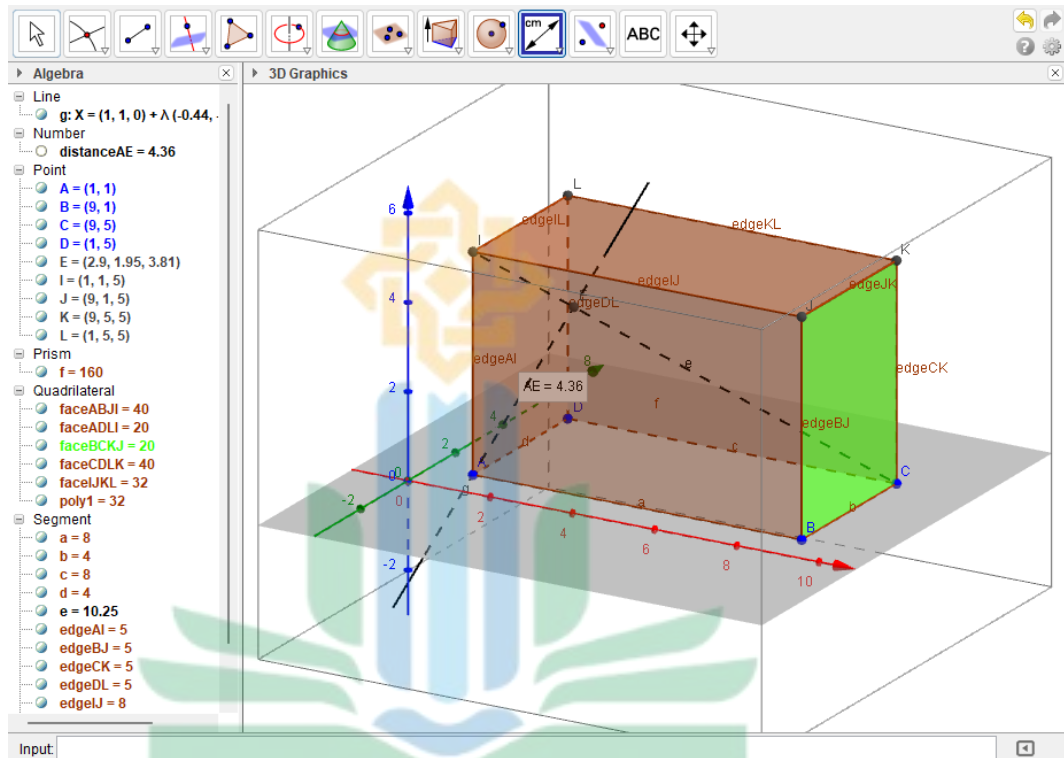 cm
ABC
Algebra
3D Graphics
Line
g: X = (1, 1, 0) + λ (-0.44,
Number
distanceAE = 4.36
Point
A = (1, 1)
B = (9, 1)
C = (9, 5)
D = (1, 5)
E = (2.9, 1.95, 3.81)
I = (1, 1, 5)
J = (9, 1, 5)
K = (9, 5, 5)
L = (1, 5, 5)
Prism
f = 160
Quadrilateral
faceABJI = 40
faceADLI = 20
faceBCKJ = 20
faceCDLK = 40
faceIJKL = 32
poly1 = 32
Segment
a = 8
b = 4
c = 8
d = 4
e = 10.25
edgeAI = 5
edgeBJ = 5
edgeCK = 5
edgeDL = 5
edgeIJ = 8
Input:
L
6
edgeIL
edgeKL
I
K
edgeIJ
edgeJK
4
edgeDL
J
edgeAI
8
e
edgeCK
AE = 4.36
2
f
4
D
edgeBJ
2
d
c
A
C
0
0
g
0
a
b
-2
2
B
4
6
-2
8
10